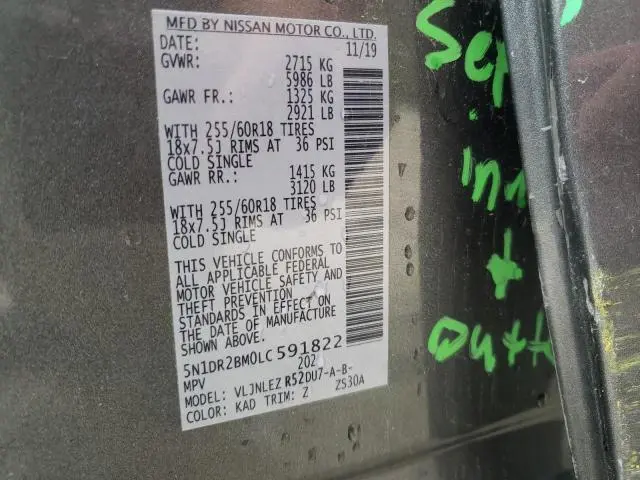 MFD BY NISSAN MOTOR CO., LTD.
DATE: 11/19
GVWR: 2715 KG
5986 LB
GAWR FR.: 1325 KG
2921 LB
WITH 255/60R18 TIRES
18x7.5J RIMS AT 36 PSI
COLD SINGLE
GAWR RR.: 1415 KG
3120 LB
WITH 255/60R18 TIRES
18x7.5J RIMS AT 36 PSI
COLD SINGLE
THIS VEHICLE CONFORMS TO
ALL APPLICABLE FEDERAL
MOTOR VEHICLE SAFETY AND
THEFT PREVENTION
STANDARDS IN EFFECT ON
THE DATE OF MANUFACTURE
SHOWN ABOVE.
5N1DR2BM0LC591822
MPV
MODEL: VLJNLEZ R52DU7-A-B-
COLOR: KAD TRIM: Z ZS30A
+